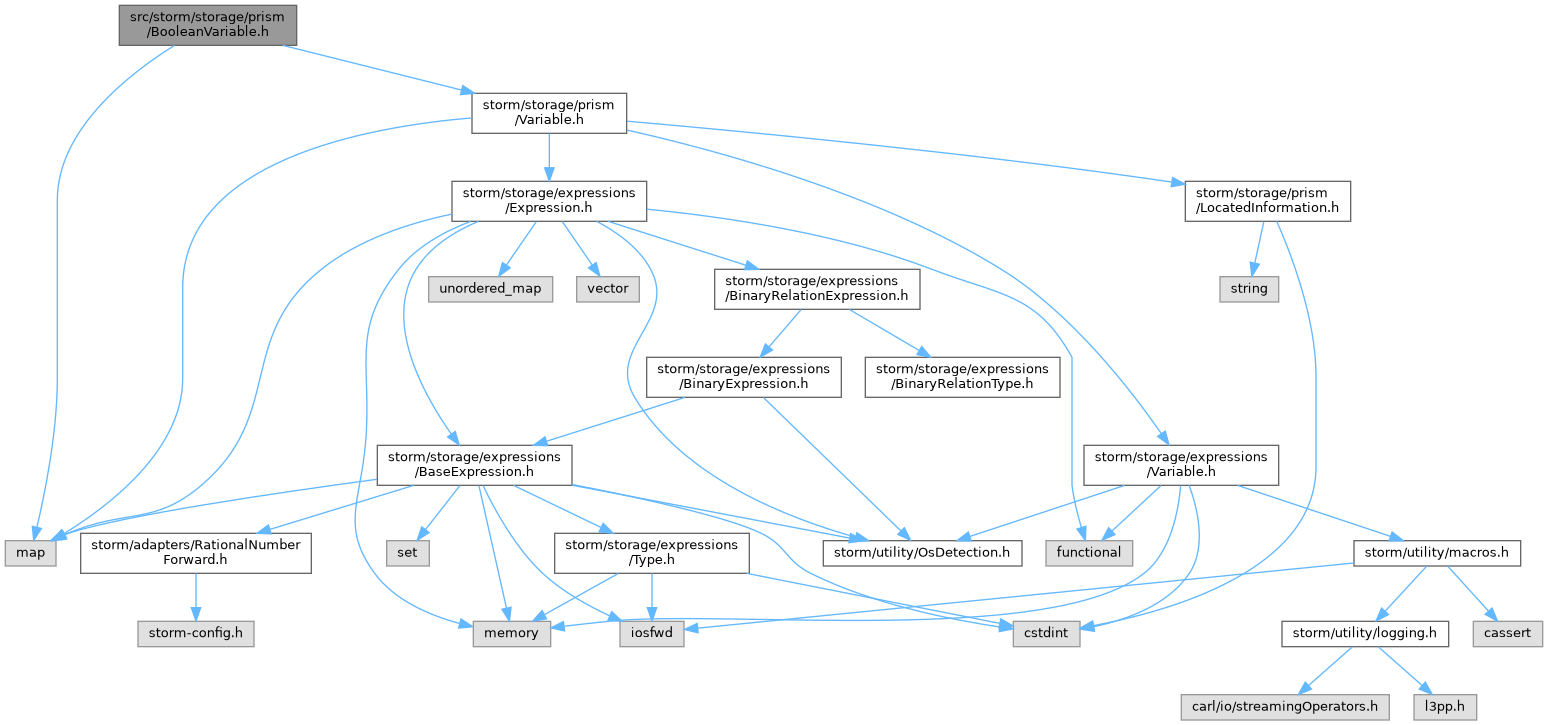 src/storm/storage/prism
/BooleanVariable.h
storm/storage/prism
/Variable.h
storm/storage/expressions
/Expression.h
storm/storage/prism
/LocatedInformation.h
unordered_map
vector
storm/storage/expressions
/BinaryRelationExpression.h
string
storm/storage/expressions
/BinaryExpression.h
storm/storage/expressions
/BinaryRelationType.h
storm/storage/expressions
/BaseExpression.h
storm/storage/expressions
/Variable.h
map
storm/adapters/RationalNumber
Forward.h
set
storm/storage/expressions
/Type.h
storm/utility/OsDetection.h
functional
storm/utility/macros.h
storm-config.h
memory
iosfwd
cstdint
storm/utility/logging.h
cassert
carl/io/streamingOperators.h
l3pp.h